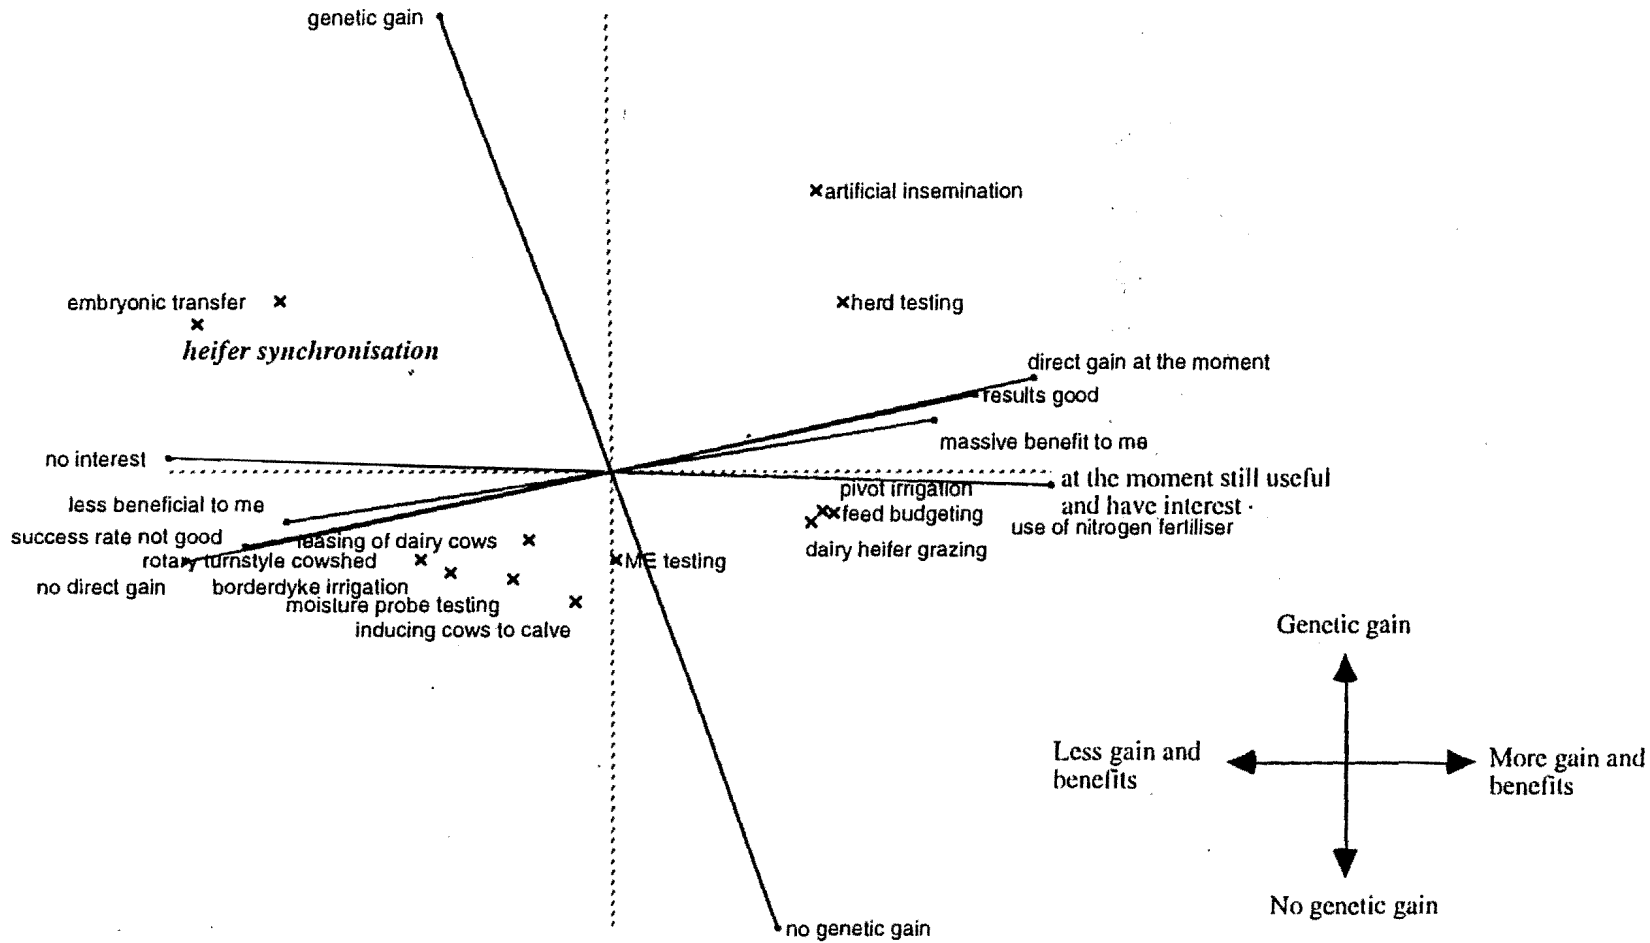 genetic gain
artificial insemination
embryonic transfer
herd testing
heifer synchronisation
direct gain at the moment
results good
massive benefit to me
no interest
at the moment still useful
and have interest
pivot irrigation
less beneficial to me
feed budgeting
use of nitrogen fertiliser
success rate not good
leasing of dairy cows
dairy heifer grazing
rotary turnstyle cowshed
ME testing
no direct gain
borderdyke irrigation
moisture probe testing
inducing cows to calve
Genetic gain
Less gain and
benefits
More gain and
benefits
No genetic gain
no genetic gain